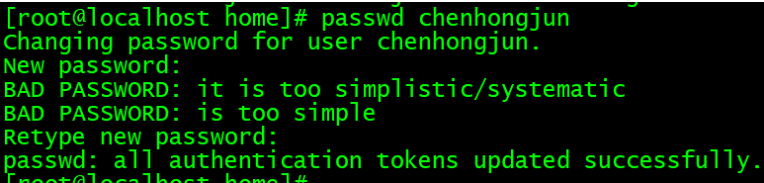 [root@localhost home]# passwd chenhongjun
Changing password for user chenhongjun.
New password:
BAD PASSWORD: it is too simplistic/systematic
BAD PASSWORD: is too simple
Retype new password:
passwd: all authentication tokens updated successfully.
[root@localhost home]#